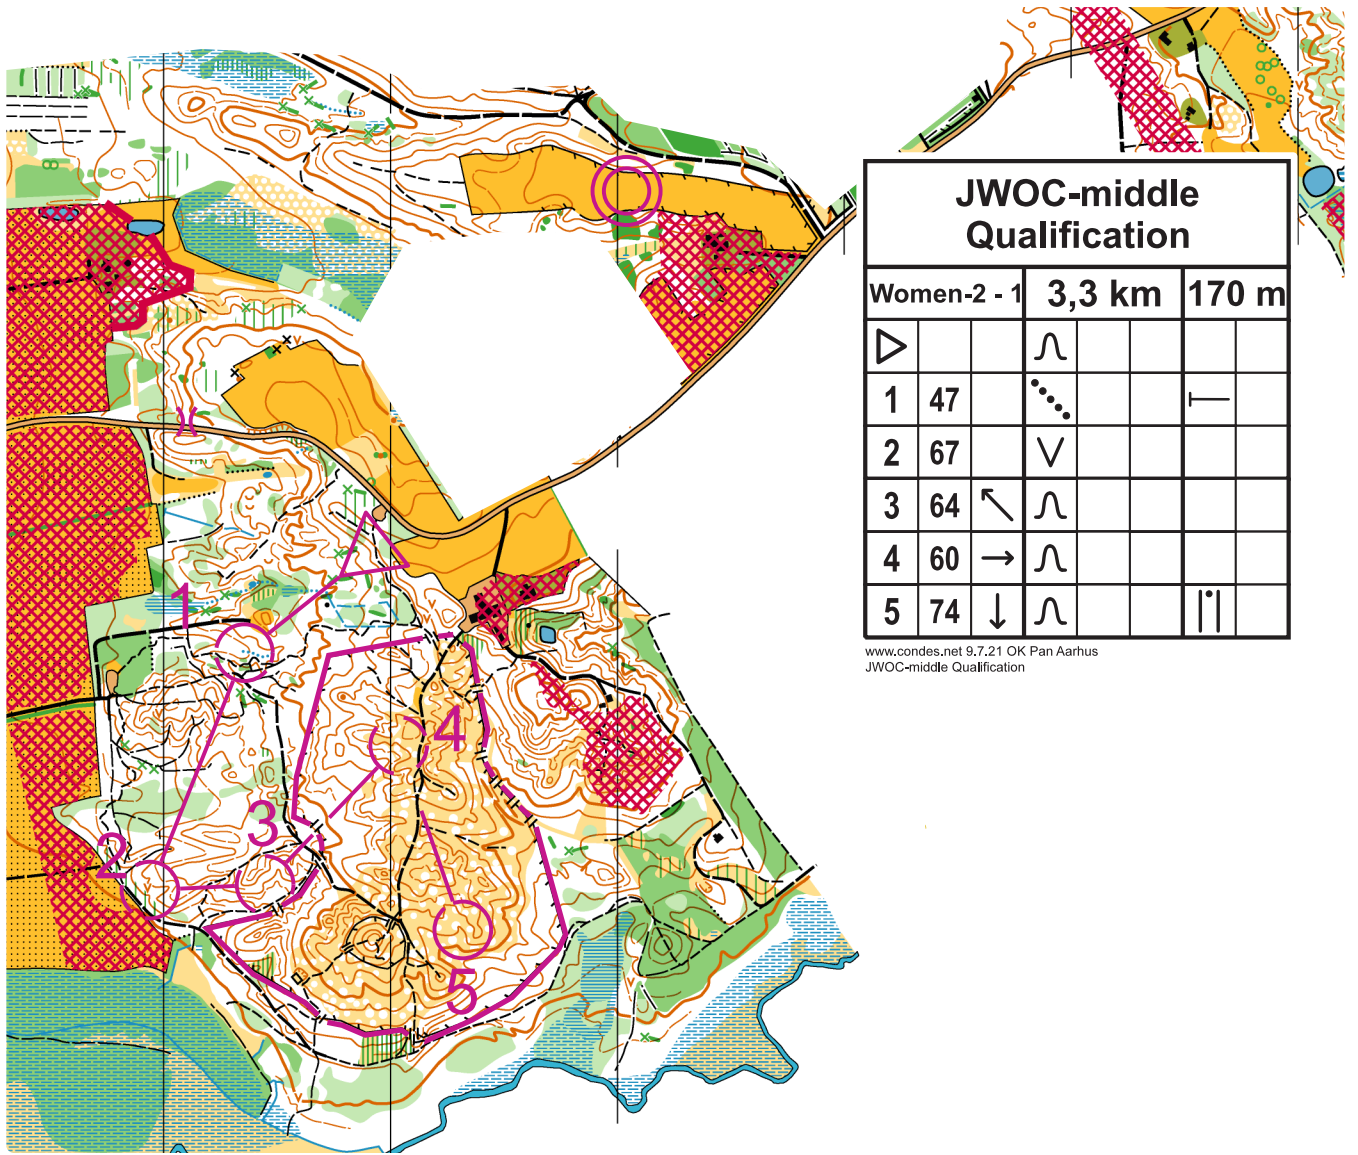 JWOC-middle
Qualification
Women-2 - 1 3,3 km 170 m
1 47
2 67
3 64
4 60
5 74
www.condes.net 9.7.21 OK Pan Aarhus
JWOC-middle Qualification
1
4
3
2
5